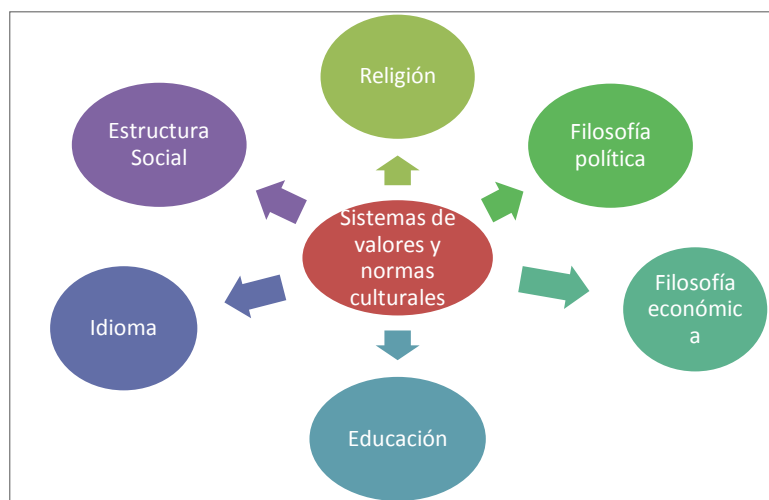 Religión
Estructura
Social
Filosofía
política
Sistemas de
valores y
normas
culturales
Idioma
Filosofía
económic
a
Educación